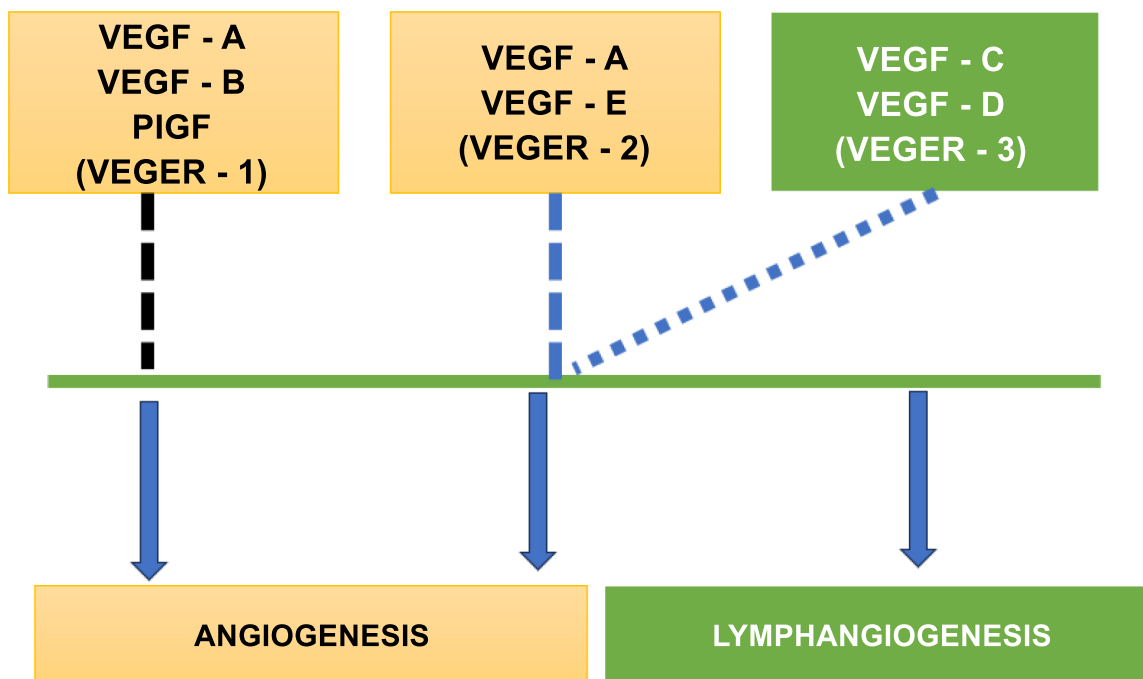 VEGF - A
VEGF - B
PIGF
(VEGER - 1)
VEGF - A
VEGF - E
(VEGER - 2)
VEGF - C
VEGF - D
(VEGER - 3)
ANGIOGENESIS
LYMPHANGIOGENESIS